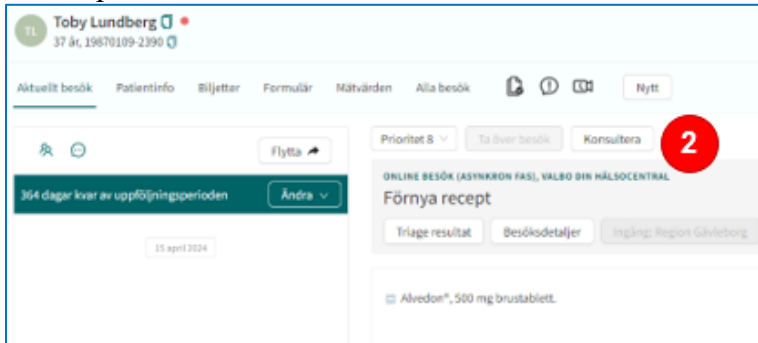 TL
Toby Lundberg
37 år, 19870109-2390
Aktuellt besök Patientinfo Biljetter Formulär Mätvärden Alla besök Nytt
Flytta
Prioritet 8 Ta över besök Konsultera 2
364 dagar kvar av uppföljningsperioden Ändra
ONLINE BESÖK (ASYNKRON FAS), VALBO DIN HÄLSOCENTRAL
Förnya recept
Triage resultat Besöksdetaljer Ingång: Region Gävleborg
15 april 2024
Alvedon®, 500 mg brustablett.